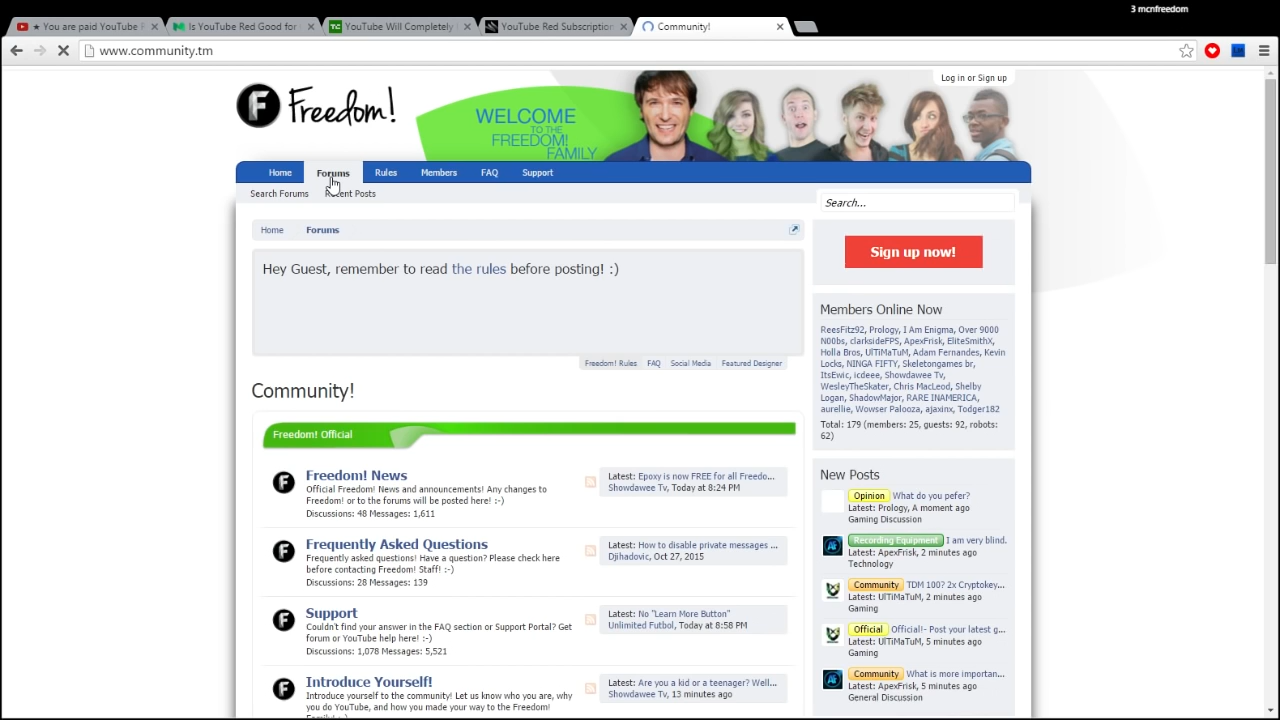 3 mcnfreedom
★ You are paid YouTube R
Is YouTube Red Good for
YouTube Will Completely
YouTube Red Subscription
Community!
www.community.tm
Log in or Sign up
F Freedom!
WELCOME
TO THE
FREEDOM!
FAMILY
Home Forums Rules Members FAQ Support
Search Forums Recent Posts
Search...
Home Forums
Sign up now!
Hey Guest, remember to read the rules before posting! :)
Freedom! Rules FAQ Social Media Featured Designer
Members Online Now
ReesFitz92, Prology, I Am Enigma, Over 9000
N00bs, clarksideFPS, ApexFrisk, EliteSmithX,
Holla Bros, UlTiMaTuM, Adam Fernandes, Kevin
Locks, NINGA FIFTY, Skeletongames br,
ItsEwic, icdeee, Showdawee Tv,
WesleyTheSkater, Chris MacLeod, Shelby
Logan, ShadowMajor, RARE INAMERICA,
aurellie, Wowser Palooza, ajaxinx, Todger182
Total: 179 (members: 25, guests: 92, robots:
62)
Community!
Freedom! Official
Freedom! News
Official Freedom! News and announcements! Any changes to
Freedom! or to the forums will be posted here! :-)
Discussions: 48 Messages: 1,611
Latest: Epoxy is now FREE for all Freedo...
Showdawee Tv, Today at 8:24 PM
Frequently Asked Questions
Frequently asked questions! Have a question? Please check here
before contacting Freedom! Staff! :-)
Discussions: 28 Messages: 139
Latest: How to disable private messages ...
Djihadovic, Oct 27, 2015
Support
Couldn't find your answer in the FAQ section or Support Portal? Get
forum or YouTube help here! :-)
Discussions: 1,078 Messages: 5,521
Latest: No "Learn More Button"
Unlimited Futbol, Today at 8:58 PM
Introduce Yourself!
Introduce yourself to the community! Let us know who you are, why
you do YouTube, and how you made your way to the Freedom!
Family! :-)
Latest: Are you a kid or a teenager? Well...
Showdawee Tv, 13 minutes ago
New Posts
Opinion What do you pefer?
Latest: Prology, A moment ago
Gaming Discussion
Recording Equipment I am very blind.
Latest: ApexFrisk, 2 minutes ago
Technology
Community TDM 100? 2x Cryptokey...
Latest: UlTiMaTuM, 2 minutes ago
Gaming
Official Official!- Post your latest g...
Latest: UlTiMaTuM, 5 minutes ago
Gaming
Community What is more importan...
Latest: ApexFrisk, 5 minutes ago
General Discussion